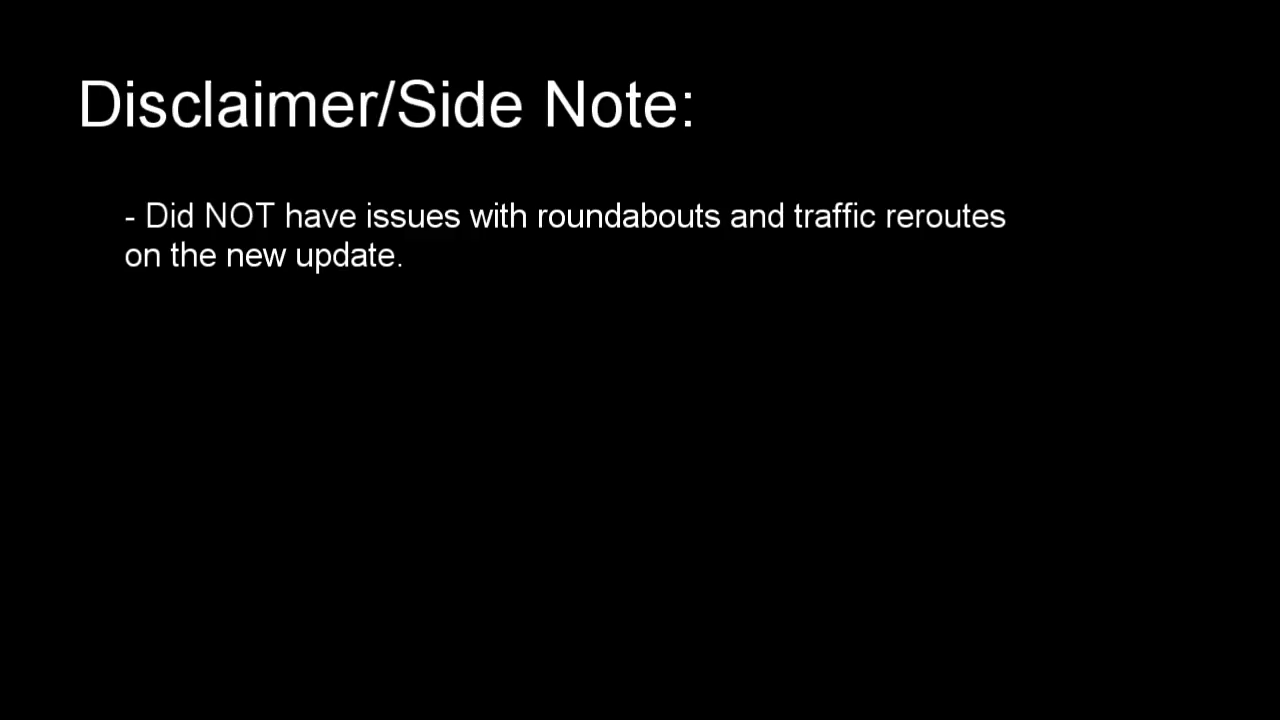 Disclaimer/Side Note:
- Did NOT have issues with roundabouts and traffic reroutes
on the new update.